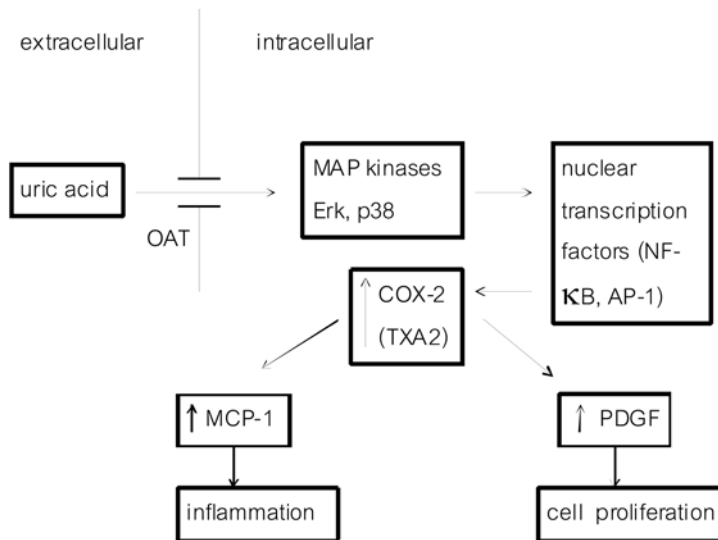 extracellular
intracellular
uric acid
OAT
MAP kinases
Erk, p38
nuclear
transcription
factors (NF-
κB, AP-1)
COX-2
(TXA2)
MCP-1
PDGF
inflammation
cell proliferation